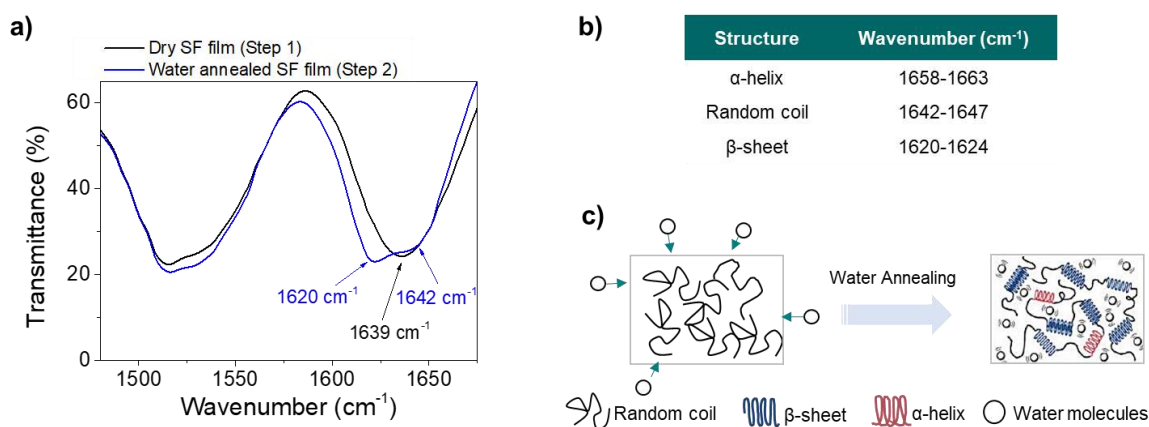 a)
Dry SF film (Step 1)
Water annealed SF film (Step 2)
Transmittance (%)
60
40
20
0
1620 cm⁻¹
1642 cm⁻¹
1639 cm⁻¹
1500
1550
1600
1650
Wavenumber (cm⁻¹)
b)
Structure Wavenumber (cm⁻¹)
α-helix 1658-1663
Random coil 1642-1647
β-sheet 1620-1624
c)
Water Annealing
Random coil
β-sheet
α-helix
Water molecules